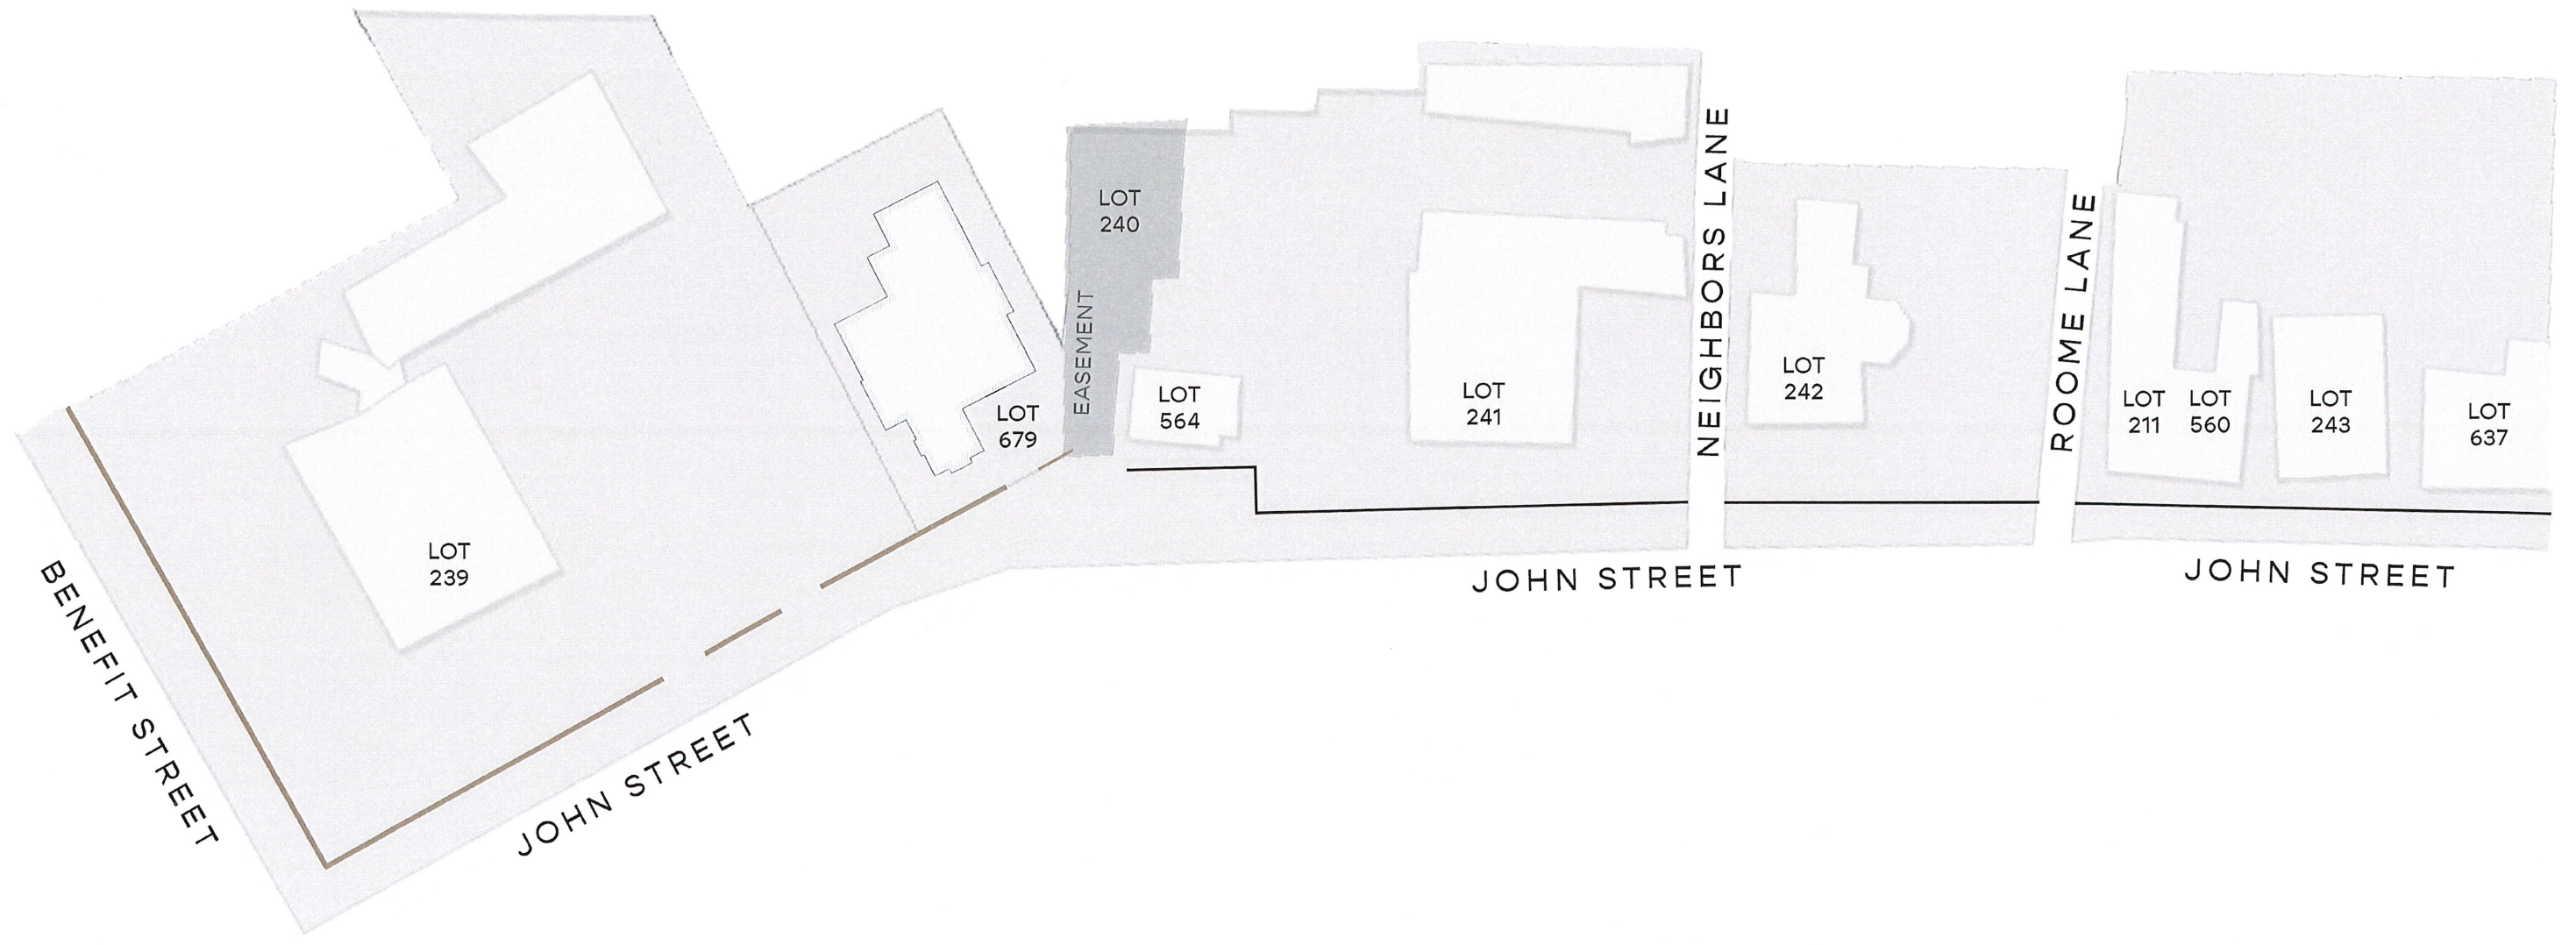 LOT
239
BENEFIT STREET
JOHN STREET
LOT
679
LOT
240
EASEMENT
LOT
564
LOT
241
NEIGHBORS LANE
JOHN STREET
LOT
242
ROOME LANE
LOT
211
LOT
560
LOT
243
LOT
637
JOHN STREET